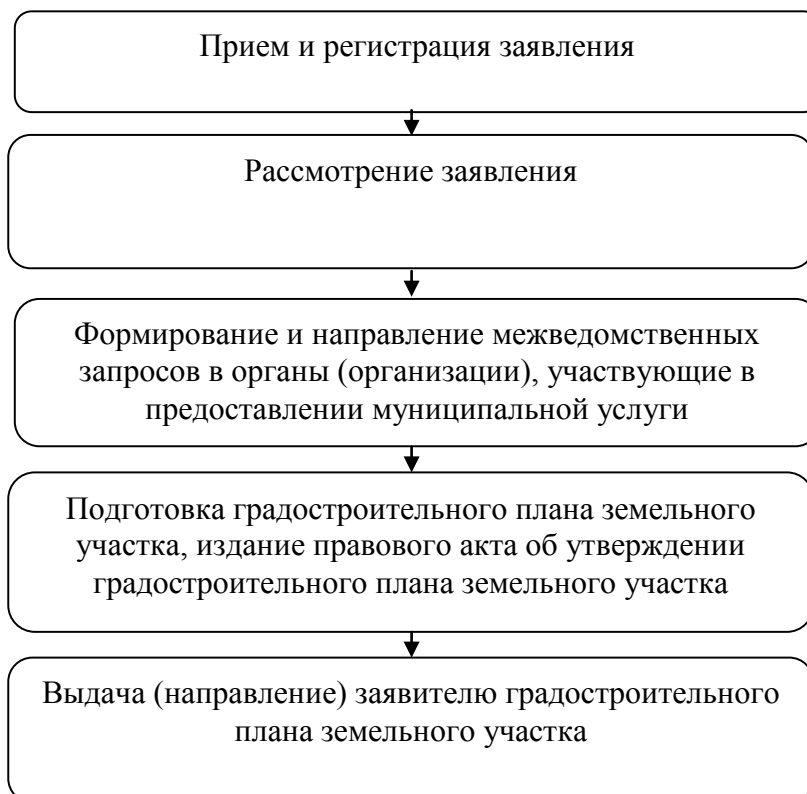 Прием и регистрация заявления
Рассмотрение заявления
Формирование и направление межведомственных
запросов в органы (организации), участвующие в
предоставлении муниципальной услуги
Подготовка градостроительного плана земельного
участка, издание правового акта об утверждении
градостроительного плана земельного участка
Выдача (направление) заявителю градостроительного
плана земельного участка